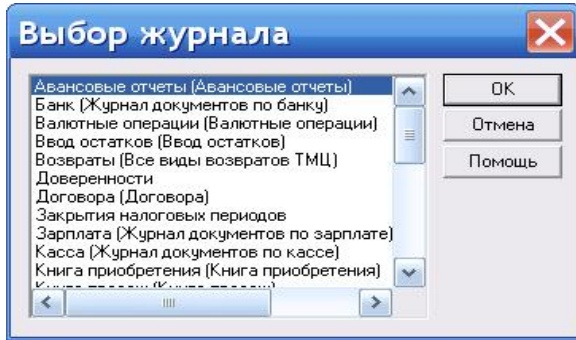 Выбор журнала
Авансовые отчеты (Авансовые отчеты)
Банк (Журнал документов по банку)
Валютные операции (Валютные операции)
Ввод остатков (Ввод остатков)
Возвраты (Все виды возвратов ТМЦ)
Доверенности
Договора (Договора)
Закрытия налоговых периодов
Зарплата (Журнал документов по зарплате)
Касса (Журнал документов по кассе)
Книга приобретения (Книга приобретения)
OK
Отмена
Помощь